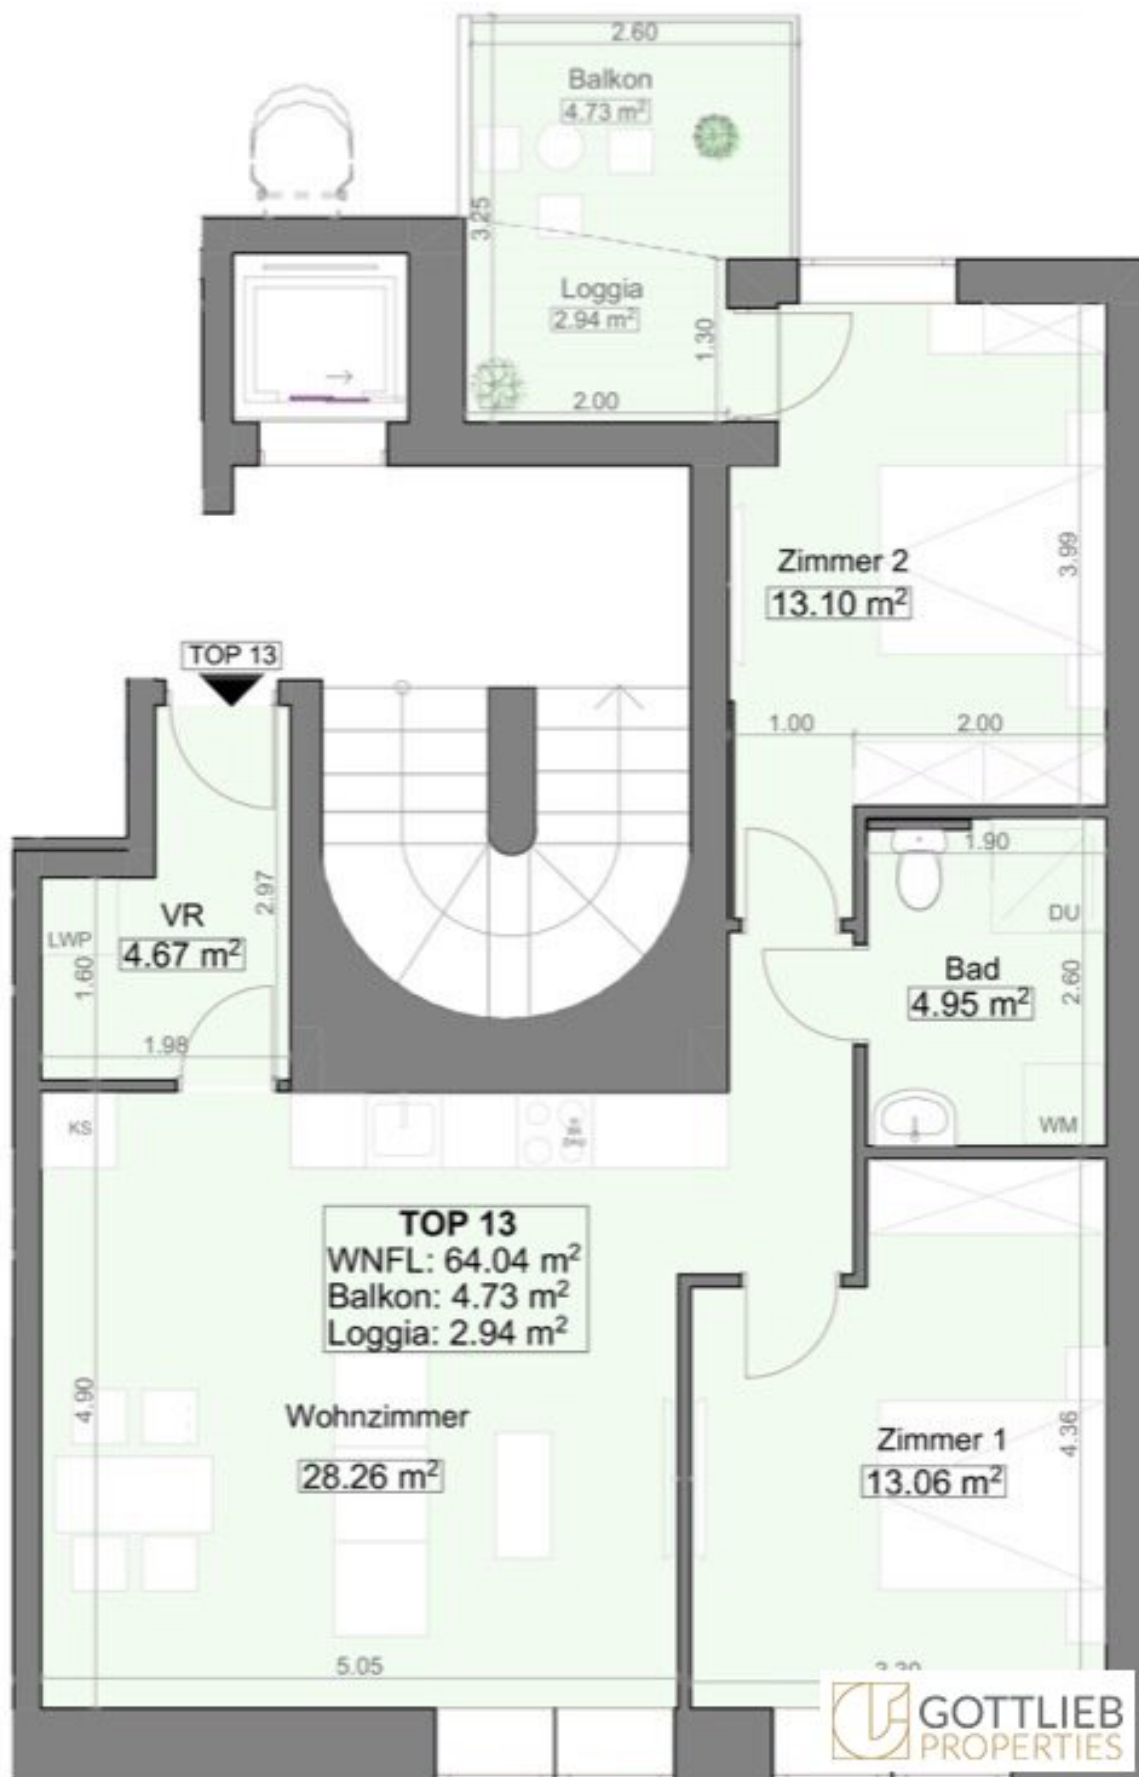 2.60
Balkon
4.73 m²
3.25
Loggia
2.94 m²
1.30
2.00
Zimmer 2
13.10 m²
3.99
TOP 13
1.00
2.00
1.90
DU
VR
4.67 m²
2.97
LWP
1.60
1.98
Bad
4.95 m²
2.60
WM
KS
TOP 13
WNFL: 64.04 m²
Balkon: 4.73 m²
Loggia: 2.94 m²
4.90
Wohnzimmer
28.26 m²
Zimmer 1
13.06 m²
4.36
5.05
GOTTLIEB
PROPERTIES